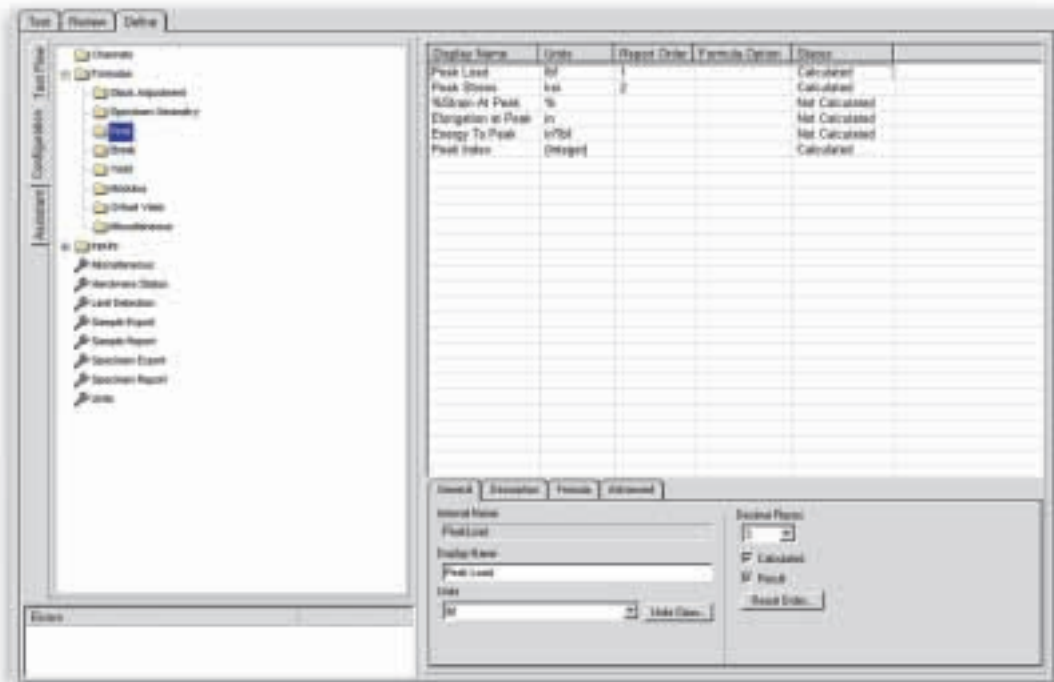 Test Review Define
Assistant Configuration Test Flow
Channels
Formulas
Slack Adjustment
Specimen Geometry
Peak
Break
Yield
Modulus
Offset Yield
Miscellaneous
Inputs
Miscellaneous
Hardware Status
Limit Detection
Sample Export
Sample Report
Specimen Export
Specimen Report
Units
Errors
Display Name Units Report Order Formula Option Status
Peak Load lbf 1 Calculated
Peak Stress ksi 2 Calculated
%Strain At Peak % Not Calculated
Elongation at Peak in Not Calculated
Energy To Peak in*lbf Not Calculated
Peak Index (Integer) Calculated
General Description Formula Advanced
Internal Name
PeakLoad
Display Name
Peak Load
Units
lbf Units Class...
Decimal Places
Calculated
Result
Result Order...